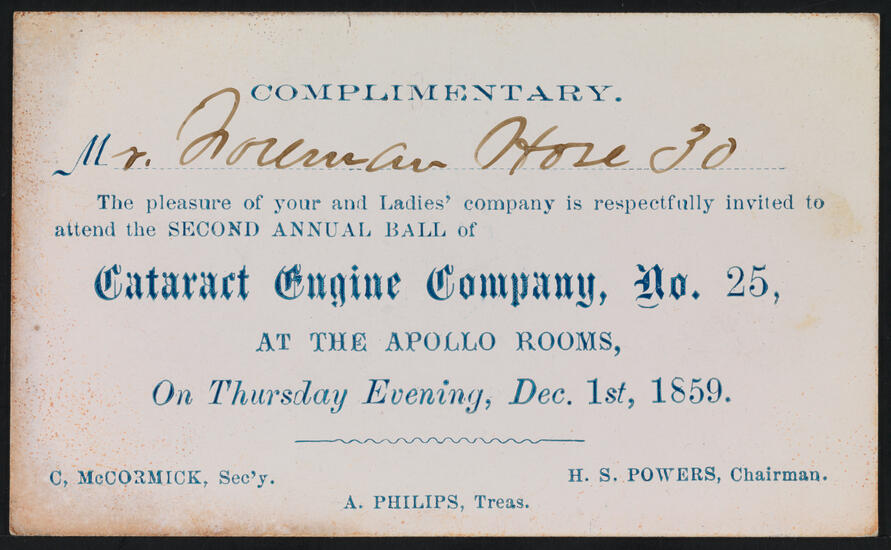 COMPLIMENTARY.
Mr. Foreman Hose 30
The pleasure of your and Ladies' company is respectfully invited to
attend the SECOND ANNUAL BALL of
Cataract Engine Company, No. 25,
AT THE APOLLO ROOMS,
On Thursday Evening, Dec. 1st, 1859.
C, McCORMICK, Sec'y.
H. S. POWERS, Chairman.
A. PHILIPS, Treas.